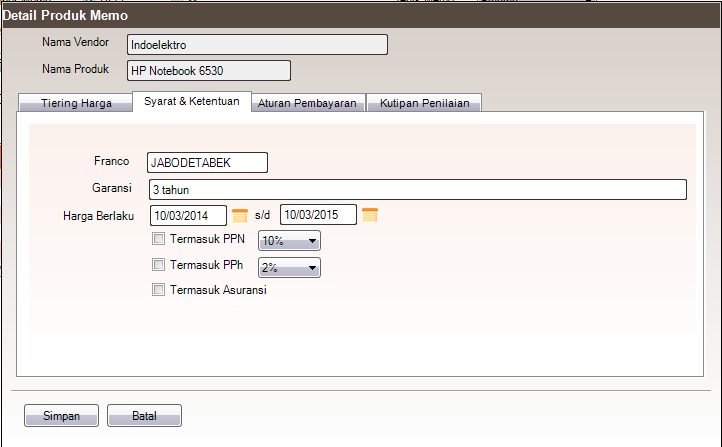 Detail Produk Memo
Nama Vendor Indoelektro
Nama Produk HP Notebook 6530
Tiering Harga Syarat & Ketentuan Aturan Pembayaran Kutipan Penilaian
Franco JABODETABEK
Garansi 3 tahun
Harga Berlaku 10/03/2014 s/d 10/03/2015
Termasuk PPN 10%
Termasuk PPh 2%
Termasuk Asuransi
Simpan Batal